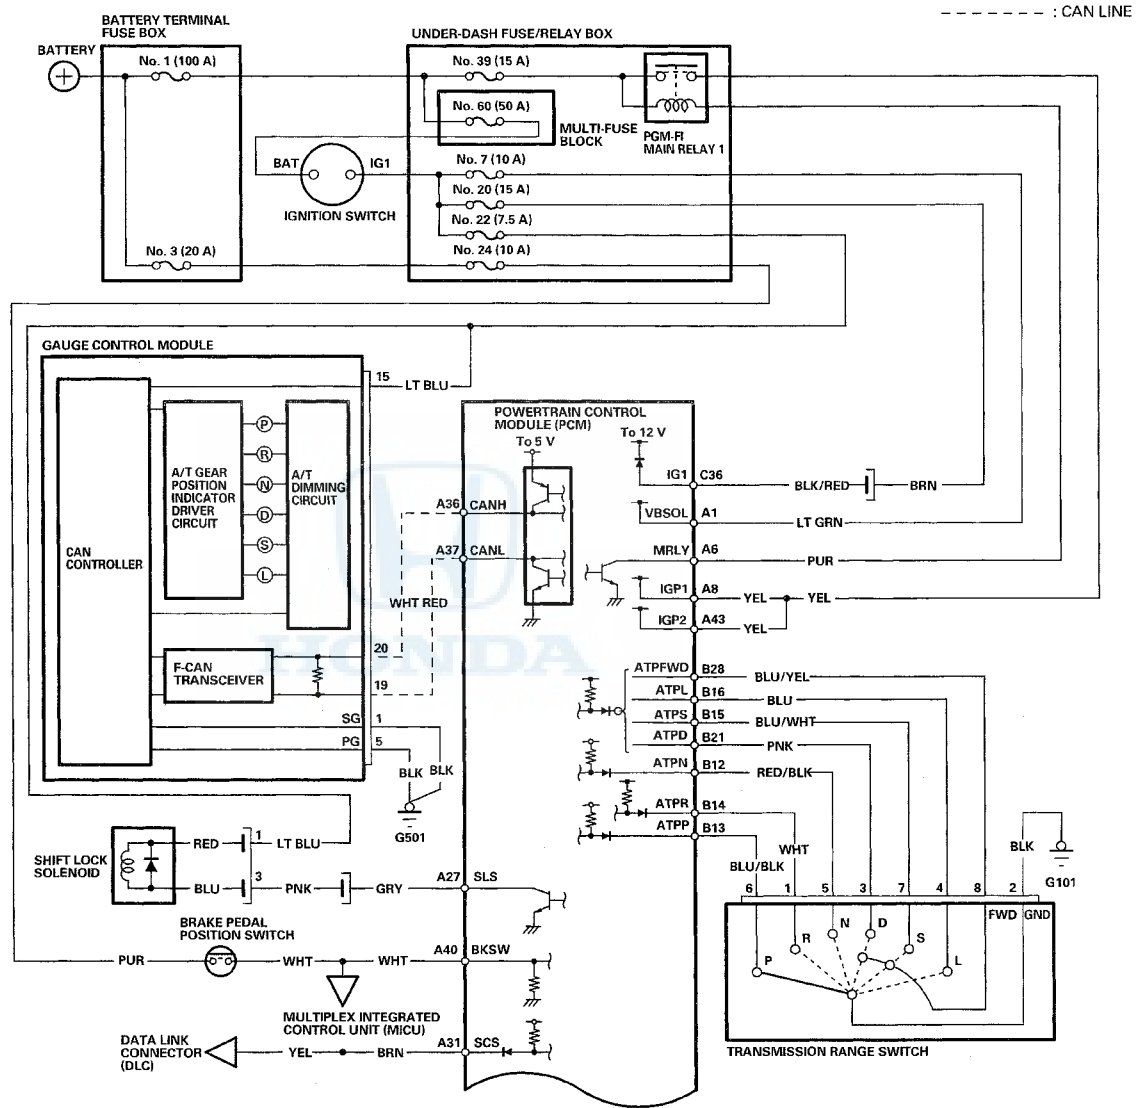 : CAN LINE
BATTERY TERMINAL
FUSE BOX
UNDER-DASH FUSE/RELAY BOX
BATTERY
No. 1 (100 A)
No. 39 (15 A)
No. 60 (50 A)
MULTI-FUSE
BLOCK
PGM-FI
MAIN RELAY 1
BAT
IG1
IGNITION SWITCH
No. 7 (10 A)
No. 20 (15 A)
No. 22 (7.5 A)
No. 3 (20 A)
No. 24 (10 A)
GAUGE CONTROL MODULE
15
LT BLU
POWERTRAIN CONTROL
MODULE (PCM)
To 5 V
To 12 V
A/T GEAR
POSITION
INDICATOR
DRIVER
CIRCUIT
P
R
N
D
S
L
A/T
DIMMING
CIRCUIT
CAN
CONTROLLER
IG1
C36
BLK/RED
BRN
A36
CANH
VBSOL
A1
LT GRN
A37
CANL
MRLY
A6
PUR
IGP1
A8
YEL
YEL
IGP2
A43
YEL
WHT RED
HONDA
F-CAN
TRANSCEIVER
20
19
ATPFWD
B28
BLU/YEL
ATPL
B16
BLU
ATPS
B15
BLU/WHT
ATPD
B21
PNK
ATPN
B12
RED/BLK
ATPR
B14
ATPP
B13
SG
1
PG
5
BLK
BLK
G501
WHT
BLU/BLK
BLK
G101
SHIFT LOCK
SOLENOID
RED
1
LT BLU
BLU
3
PNK
GRY
A27
SLS
6
1
5
3
7
4
8
2
FWD
GND
P
R
N
D
S
L
BRAKE PEDAL
POSITION SWITCH
PUR
WHT
WHT
A40
BKSW
MULTIPLEX INTEGRATED
CONTROL UNIT (MICU)
DATA LINK
CONNECTOR
(DLC)
YEL
BRN
A31
SCS
TRANSMISSION RANGE SWITCH